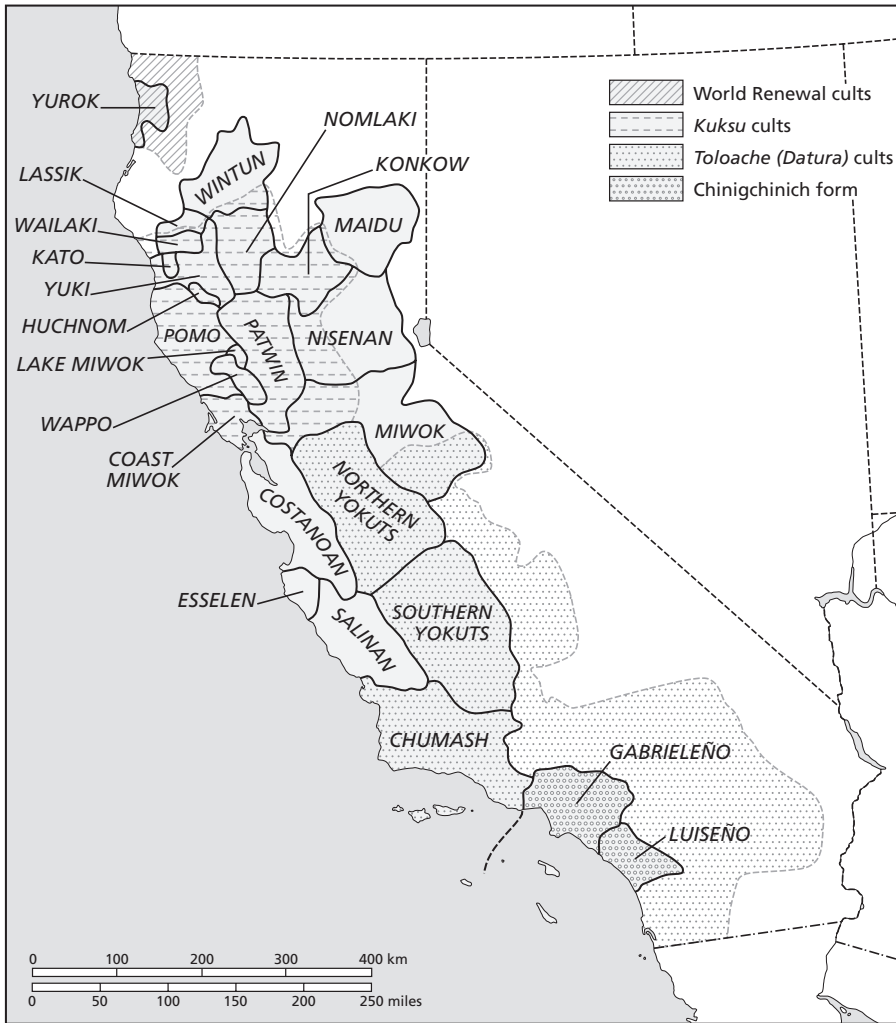 YUROK
NOMLAKI
World Renewal cults
Kuksu cults
Toloache (Datura) cults
Chinigchinich form
LASSIK
WINTUN
KONKOW
WAILAKI
MAIDU
KATO
YUKI
HUCHNOM
POMO
PATWIN
NISENAN
LAKE MIWOK
WAPPO
MIWOK
COAST
MIWOK
NORTHERN
YOKUTS
COSTANOAN
ESSELEN
SALINAN
SOUTHERN
YOKUTS
CHUMASH
GABRIELEÑO
LUISEÑO
0 100 200 300 400 km
0 50 100 150 200 250 miles